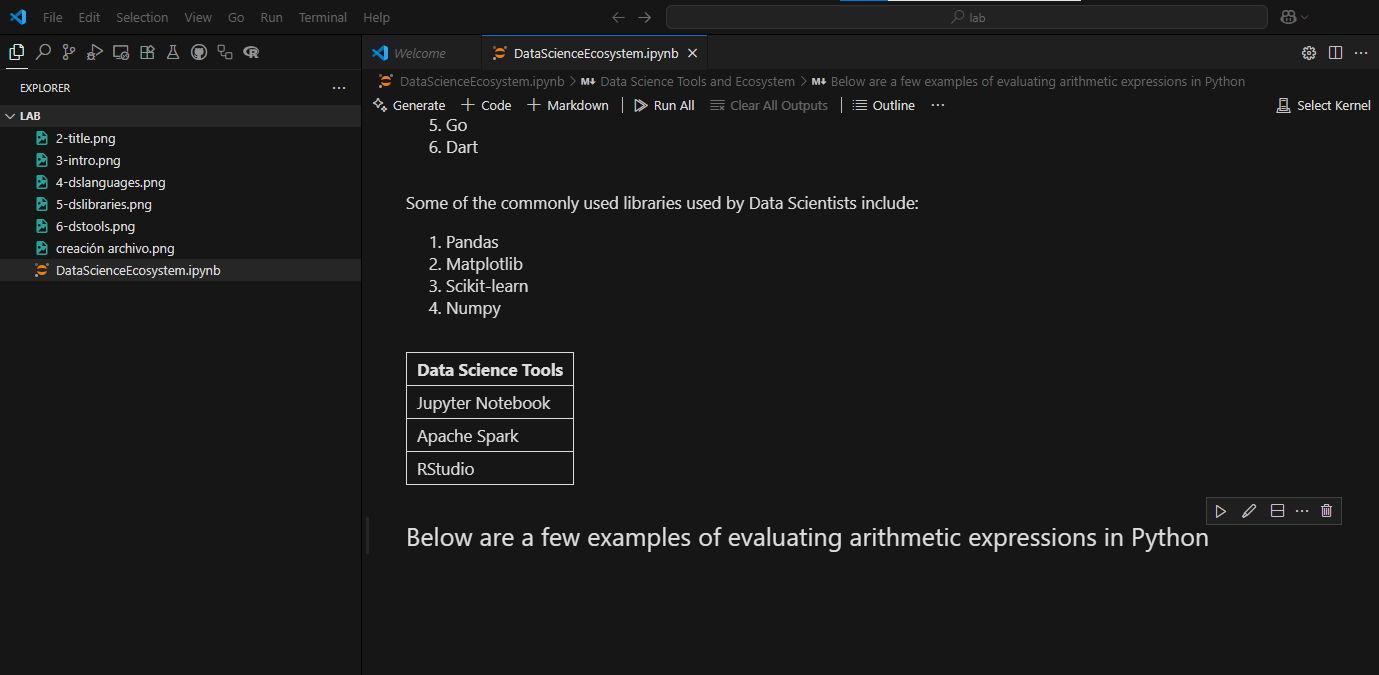 File Edit Selection View Go Run Terminal Help lab
EXPLORER
LAB
2-title.png
3-intro.png
4-dslanguages.png
5-dslibraries.png
6-dstools.png
creación archivo.png
DataScienceEcosystem.ipynb
Welcome DataScienceEcosystem.ipynb
DataScienceEcosystem.ipynb > M↓ Data Science Tools and Ecosystem > M↓ Below are a few examples of evaluating arithmetic expressions in Python
Generate + Code + Markdown Run All Clear All Outputs Outline ... Select Kernel
5. Go
6. Dart
Some of the commonly used libraries used by Data Scientists include:
1. Pandas
2. Matplotlib
3. Scikit-learn
4. Numpy
Data Science Tools
Jupyter Notebook
Apache Spark
RStudio
Below are a few examples of evaluating arithmetic expressions in Python